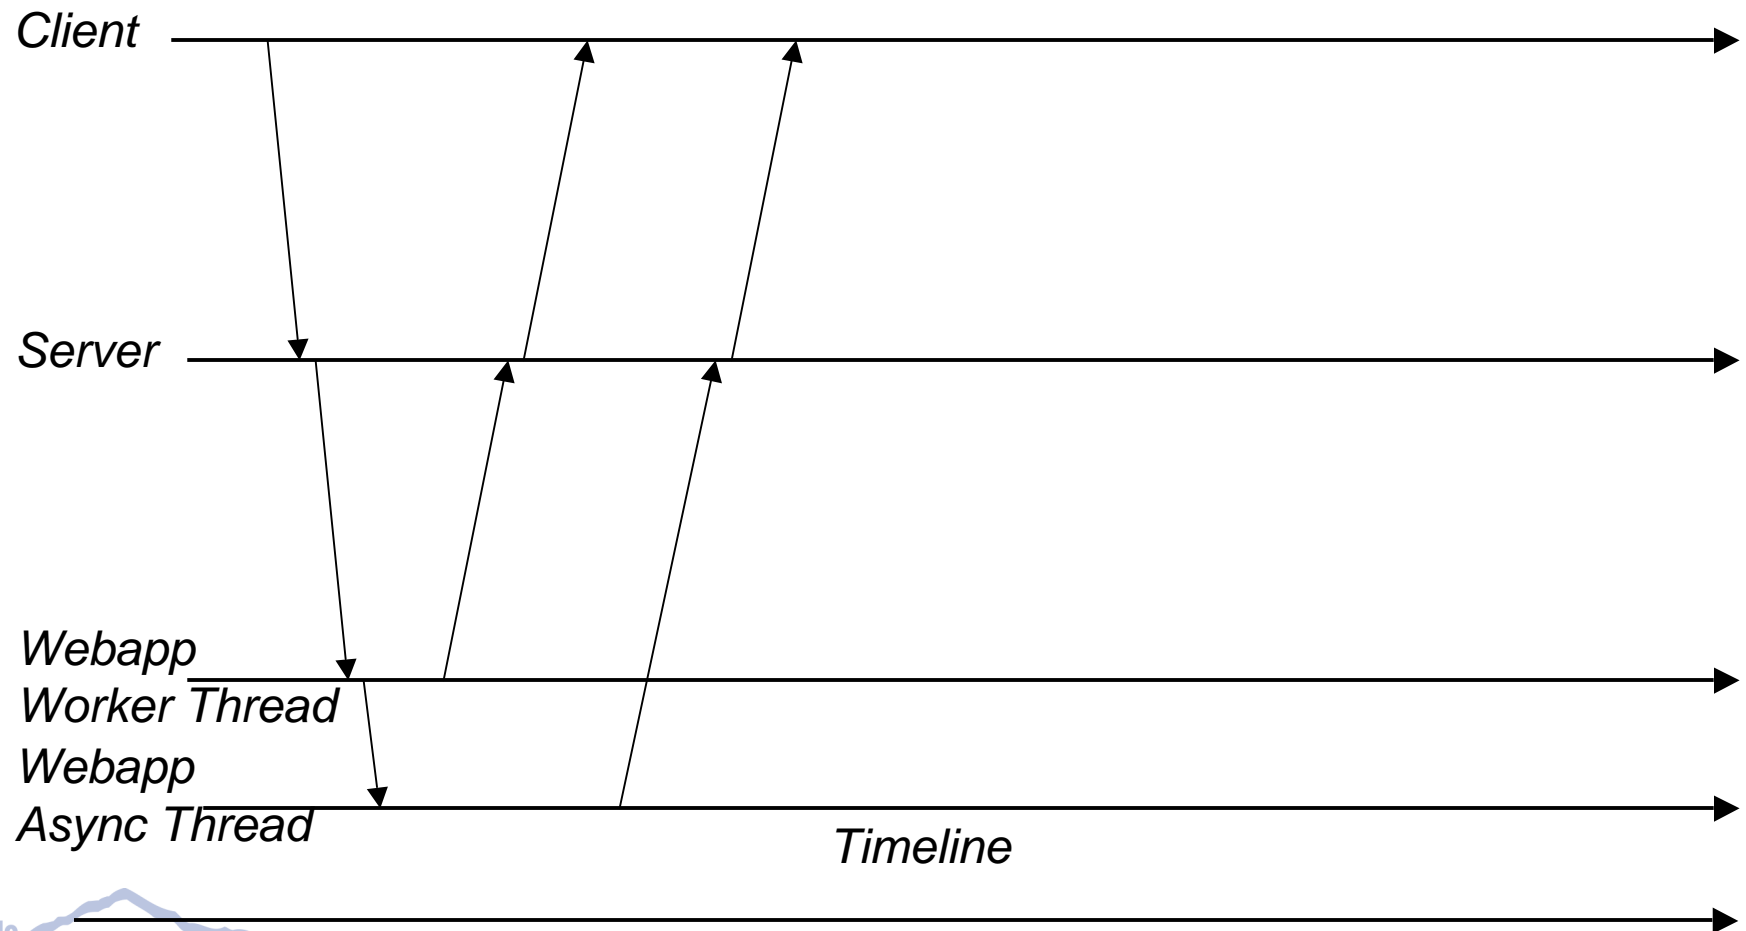 Client
Server
Webapp
Worker Thread
Webapp
Async Thread
Timeline